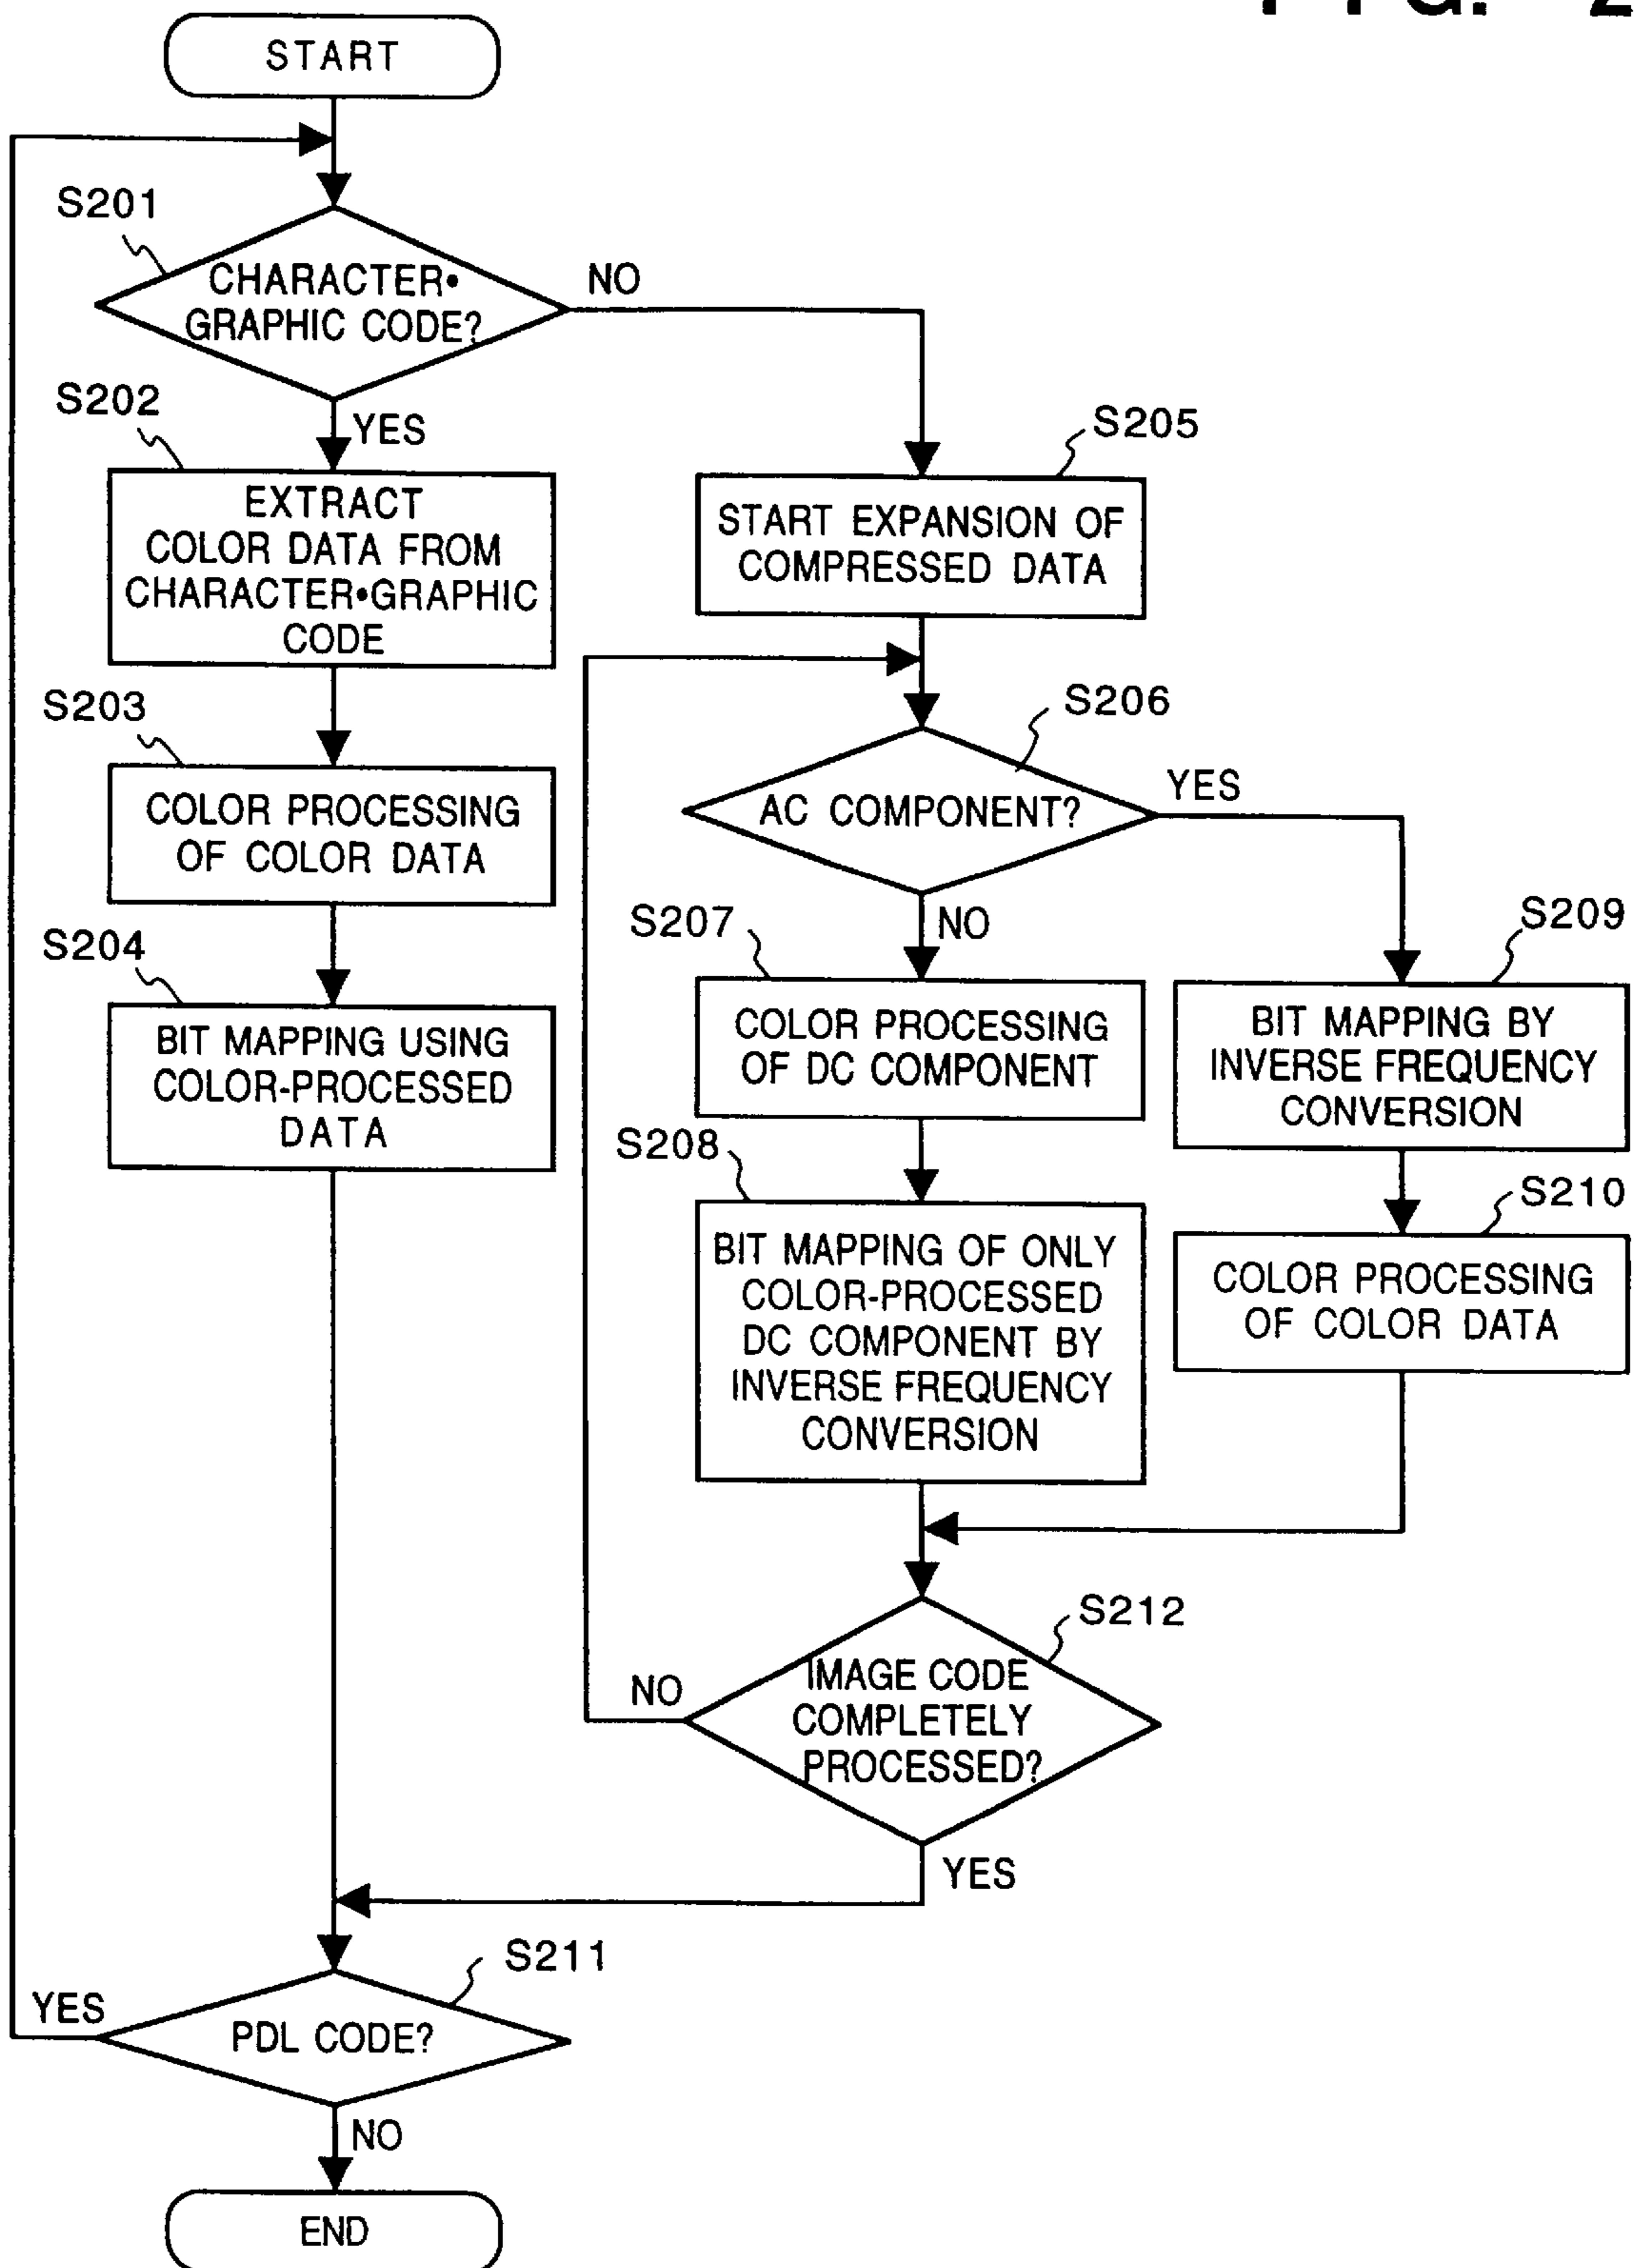 FIG. 2
START
S201
CHARACTER•
GRAPHIC CODE?
NO
S202
YES
EXTRACT
COLOR DATA FROM
CHARACTER•GRAPHIC
CODE
S205
START EXPANSION OF
COMPRESSED DATA
S203
COLOR PROCESSING
OF COLOR DATA
S206
AC COMPONENT?
YES
S204
BIT MAPPING USING
COLOR-PROCESSED
DATA
S207
NO
COLOR PROCESSING
OF DC COMPONENT
S209
BIT MAPPING BY
INVERSE FREQUENCY
CONVERSION
S208
BIT MAPPING OF ONLY
COLOR-PROCESSED
DC COMPONENT BY
INVERSE FREQUENCY
CONVERSION
S210
COLOR PROCESSING
OF COLOR DATA
S212
IMAGE CODE
COMPLETELY
PROCESSED?
NO
YES
S211
PDL CODE?
YES
NO
END